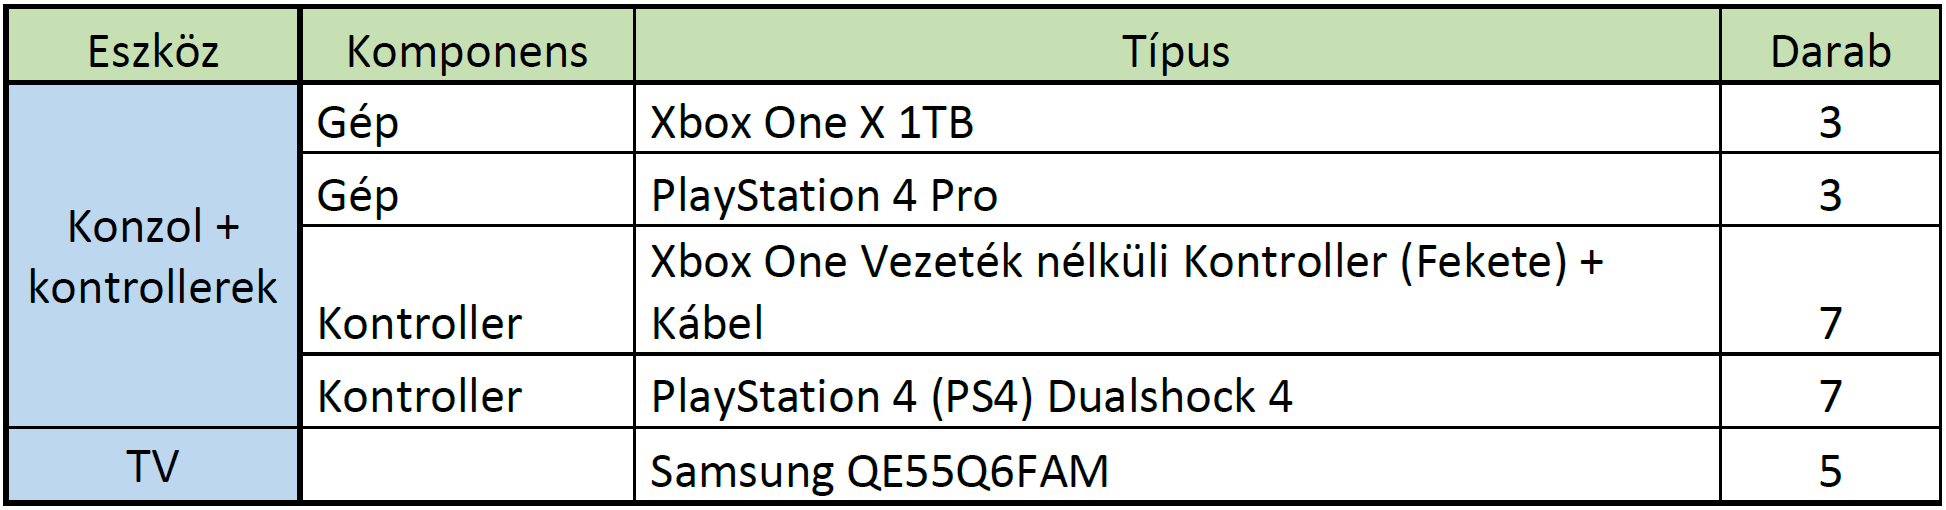 Eszköz Komponens Típus Darab
Gép Xbox One X 1TB 3
Gép PlayStation 4 Pro 3
Konzol +
kontrollerek
Xbox One Vezeték nélküli Kontroller (Fekete) +
Kontroller Kábel 7
Kontroller PlayStation 4 (PS4) Dualshock 4 7
TV Samsung QE55Q6FAM 5